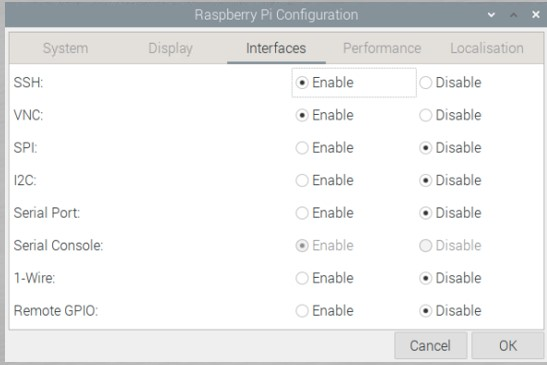 Raspberry Pi Configuration
System Display Interfaces Performance Localisation
SSH: Enable Disable
VNC: Enable Disable
SPI: Enable Disable
I2C: Enable Disable
Serial Port: Enable Disable
Serial Console: Enable Disable
1-Wire: Enable Disable
Remote GPIO: Enable Disable
Cancel OK